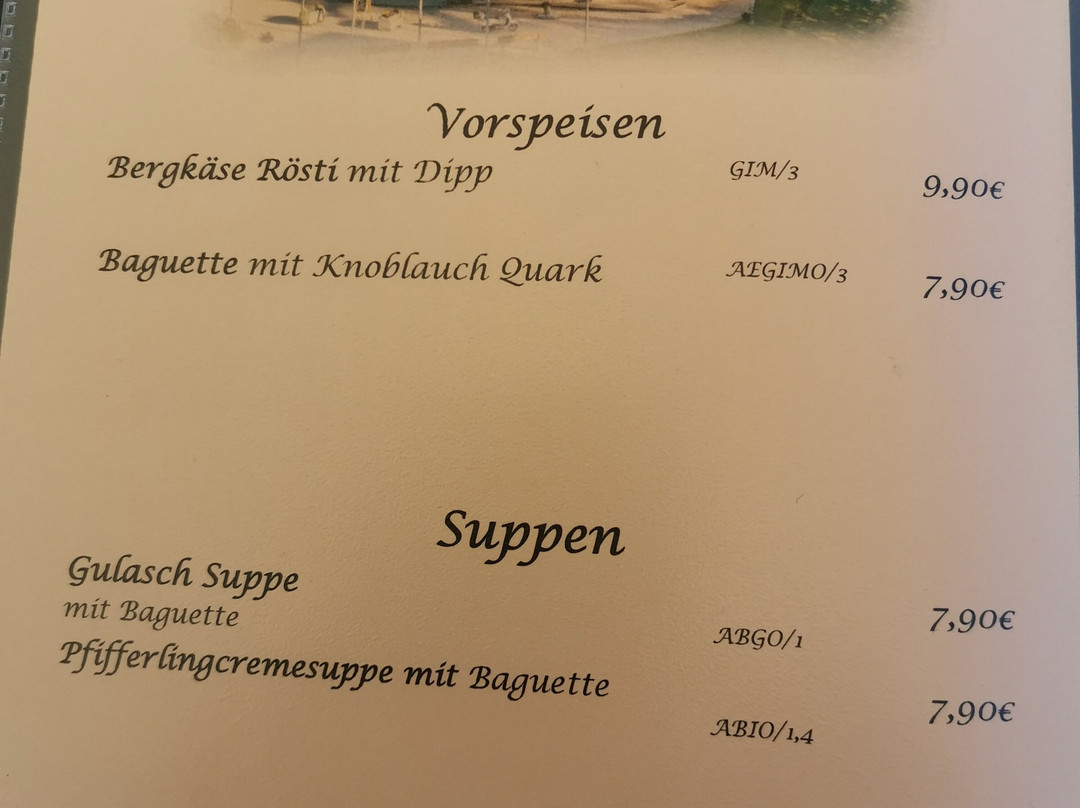 Vorspeisen
Bergkäse Rösti mit Dipp GIM/3 9,90€
Baguette mit Knoblauch Quark AEGIMO/3 7,90€
Suppen
Gulasch Suppe
mit Baguette ABGO/1 7,90€
Pfifferlingcremesuppe mit Baguette
ABIO/1,4 7,90€